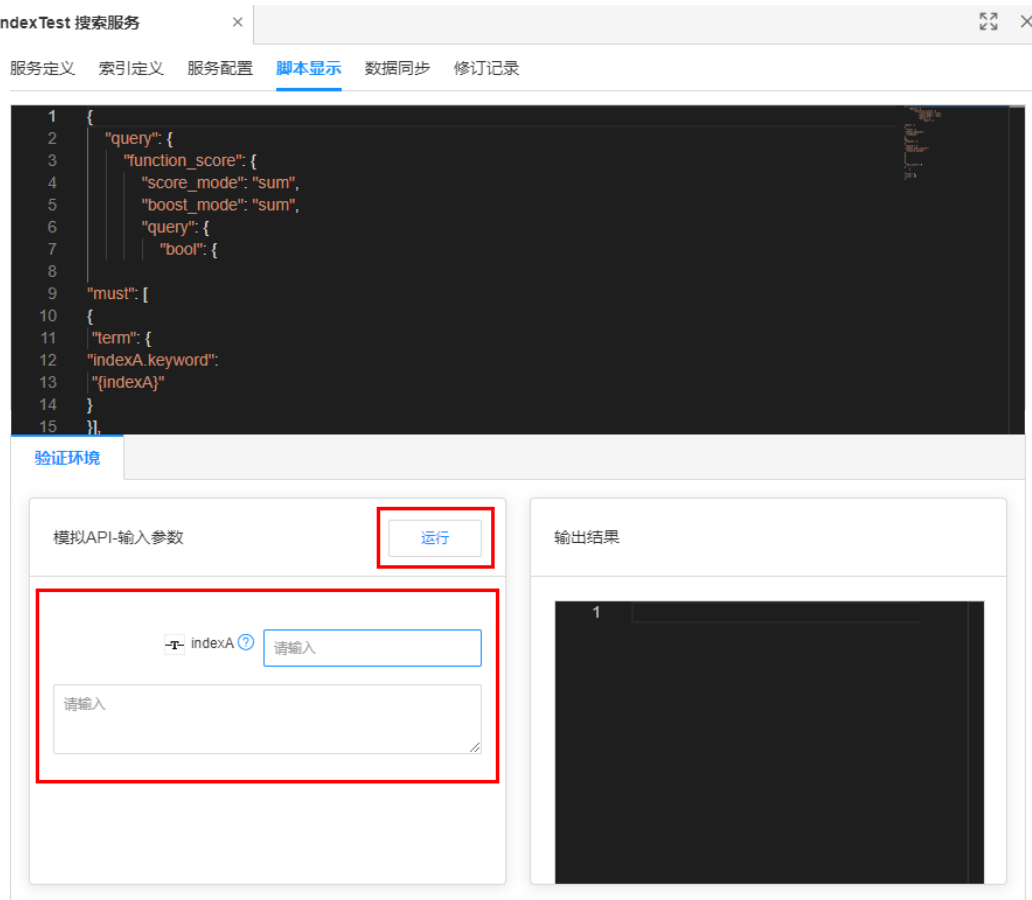 ndexTest 搜索服务
服务定义 索引定义 服务配置 脚本显示 数据同步 修订记录
1 {
2 "query": {
3 "function_score": {
4 "score_mode": "sum",
5 "boost_mode": "sum",
6 "query": {
7 "bool": {
8
9 "must": [
10 {
11 "term": {
12 "indexA.keyword":
13 "{indexA}"
14 }
15 }],
验证环境
模拟API-输入参数 运行
indexA 请输入
请输入
输出结果
1